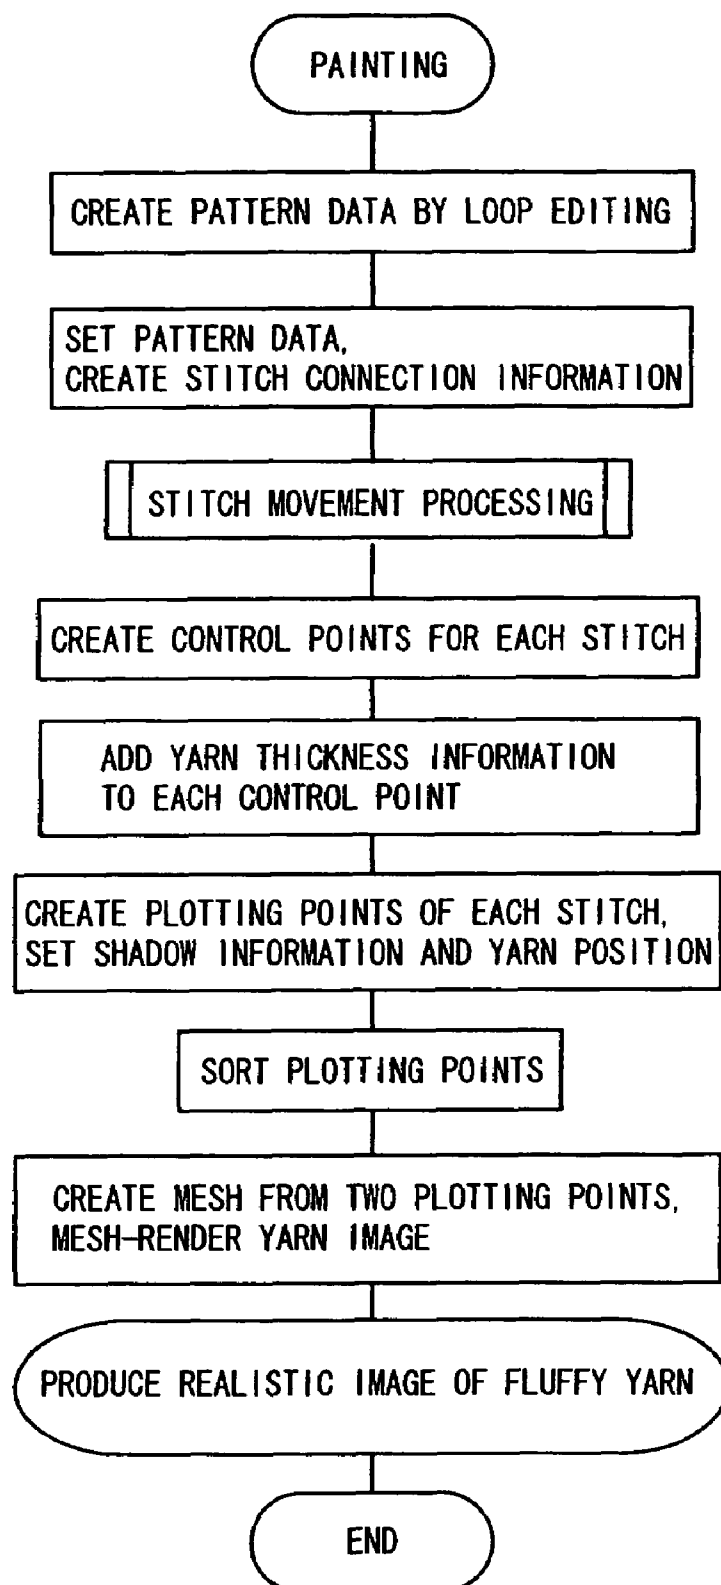 PAINTING
CREATE PATTERN DATA BY LOOP EDITING
SET PATTERN DATA,
CREATE STITCH CONNECTION INFORMATION
STITCH MOVEMENT PROCESSING
CREATE CONTROL POINTS FOR EACH STITCH
ADD YARN THICKNESS INFORMATION
TO EACH CONTROL POINT
CREATE PLOTTING POINTS OF EACH STITCH,
SET SHADOW INFORMATION AND YARN POSITION
SORT PLOTTING POINTS
CREATE MESH FROM TWO PLOTTING POINTS,
MESH-RENDER YARN IMAGE
PRODUCE REALISTIC IMAGE OF FLUFFY YARN
END